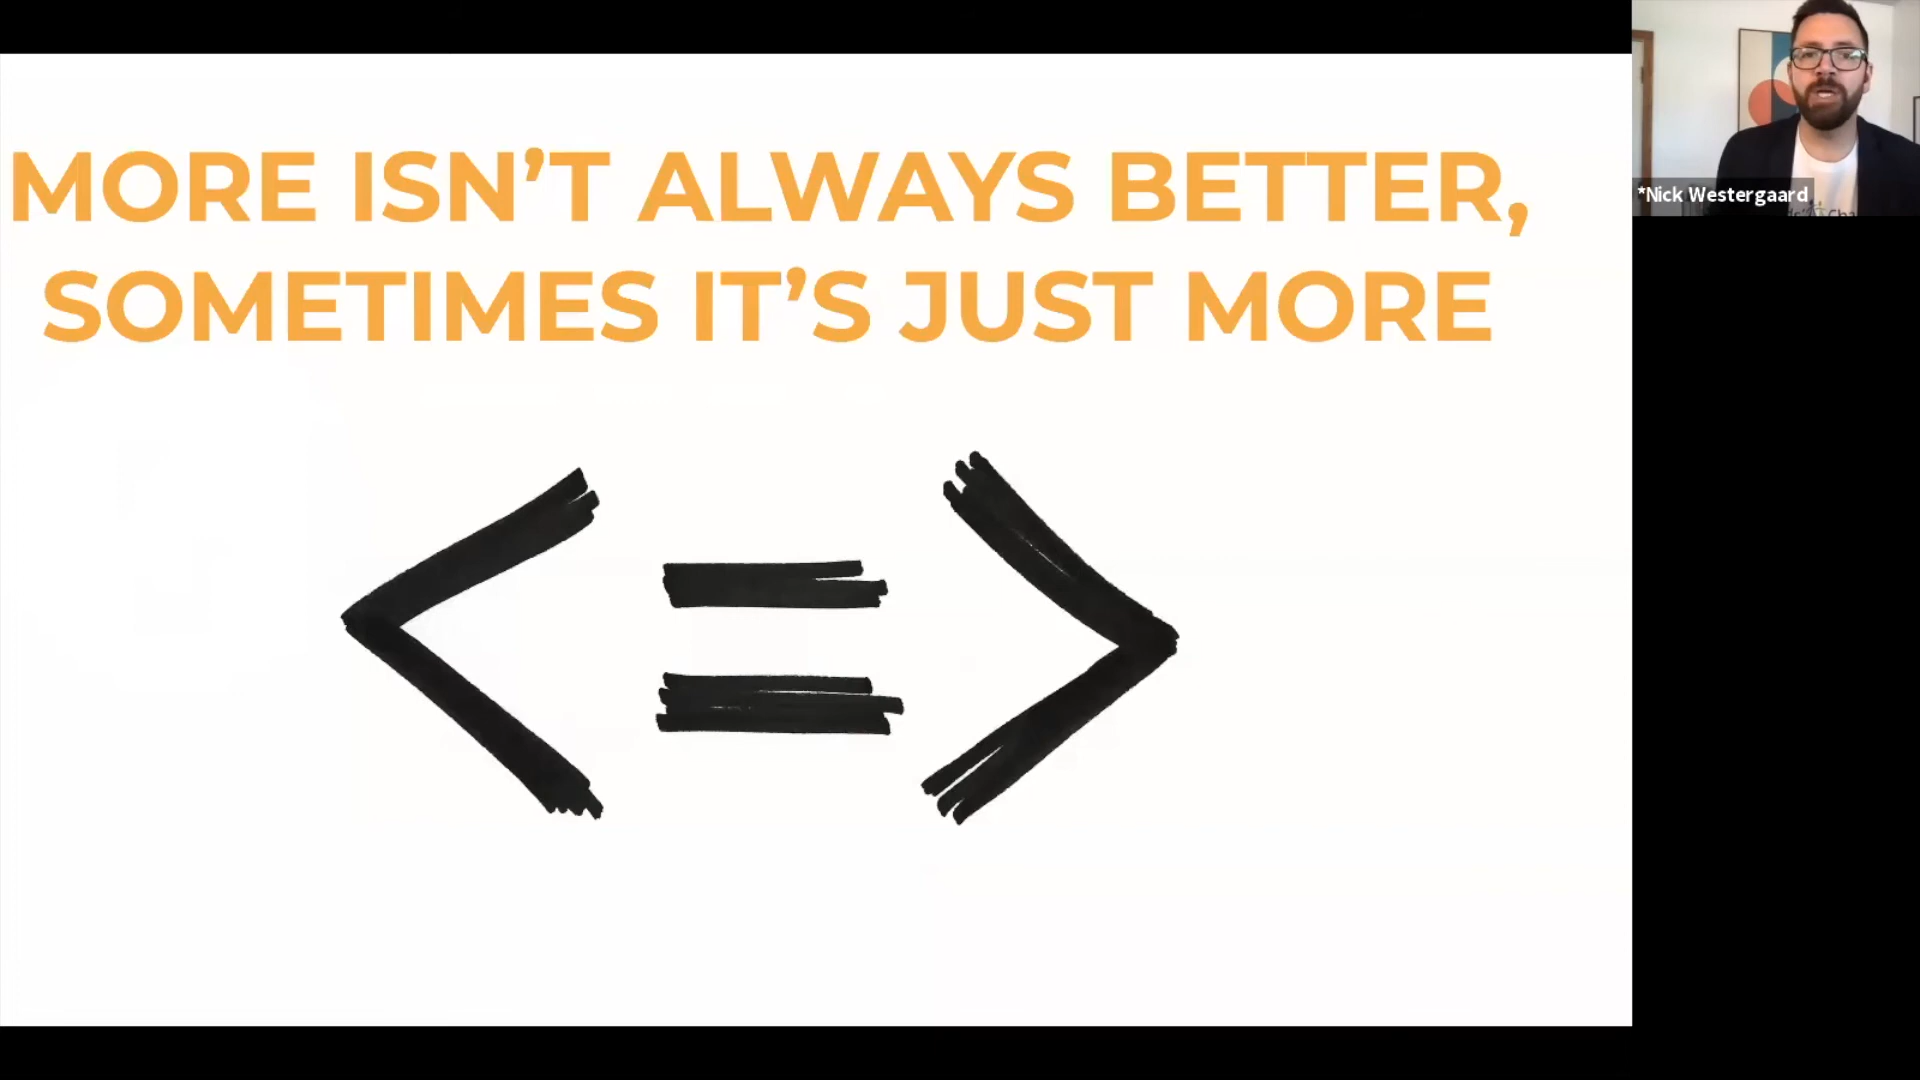 MORE ISN’T ALWAYS BETTER,
SOMETIMES IT’S JUST MORE
< = >
*Nick Westergaard